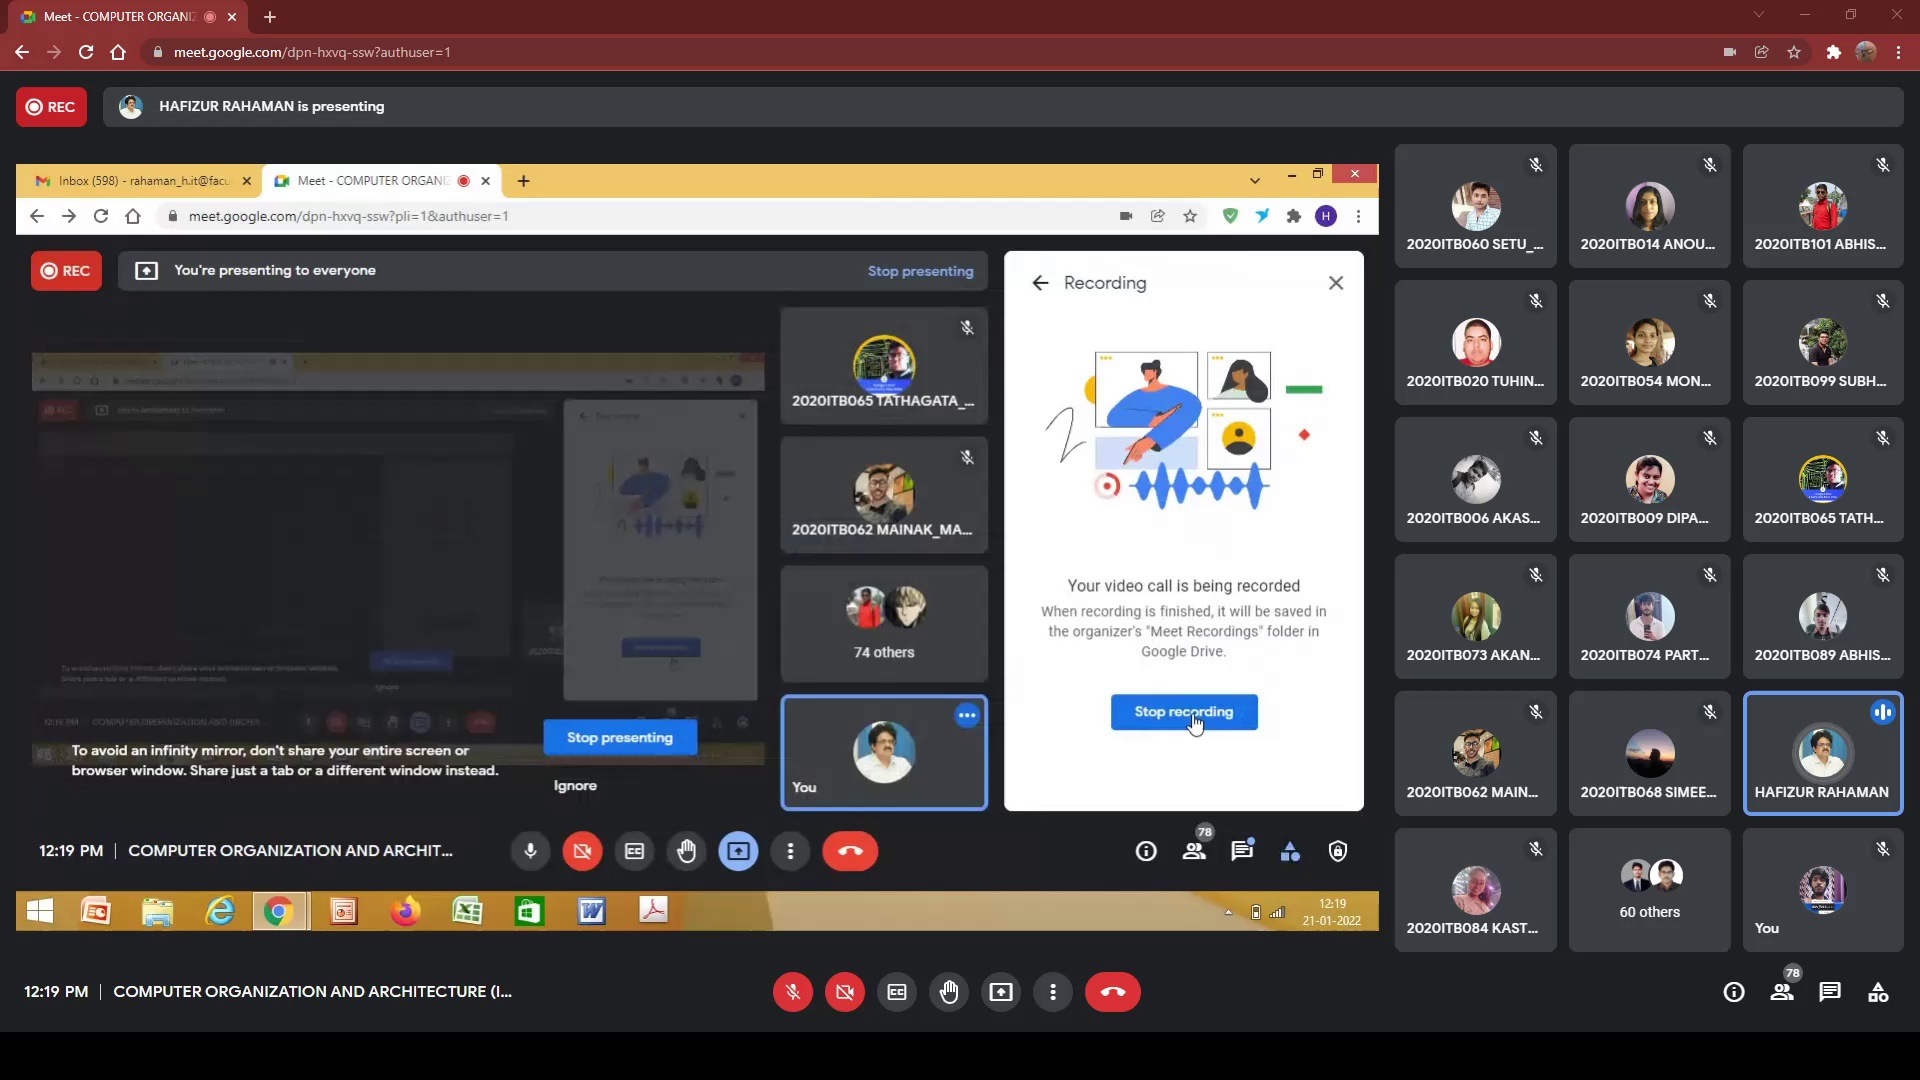 Meet - COMPUTER ORGANIZ
meet.google.com/dpn-hxvq-ssw?authuser=1
REC
HAFIZUR RAHAMAN is presenting
Inbox (598) - rahaman_h.it@facu
Meet - COMPUTER ORGANIZ
meet.google.com/dpn-hxvq-ssw?pli=1&authuser=1
H
REC
You're presenting to everyone
Stop presenting
Recording
2020ITB065 TATHAGATA_...
2020ITB062 MAINAK_MA...
74 others
You
Your video call is being recorded
When recording is finished, it will be saved in
the organizer's "Meet Recordings" folder in
Google Drive.
Stop recording
To avoid an infinity mirror, don't share your entire screen or
browser window. Share just a tab or a different window instead.
Stop presenting
Ignore
12:19 PM | COMPUTER ORGANIZATION AND ARCHIT...
78
12:19
21-01-2022
2020ITB060 SETU_...
2020ITB014 ANOU...
2020ITB101 ABHIS...
2020ITB020 TUHIN...
2020ITB054 MON...
2020ITB099 SUBH...
2020ITB006 AKAS...
2020ITB009 DIPA...
2020ITB065 TATH...
2020ITB073 AKAN...
2020ITB074 PART...
2020ITB089 ABHIS...
2020ITB062 MAIN...
2020ITB068 SIMEE...
HAFIZUR RAHAMAN
2020ITB084 KAST...
60 others
You
12:19 PM | COMPUTER ORGANIZATION AND ARCHITECTURE (I...
78